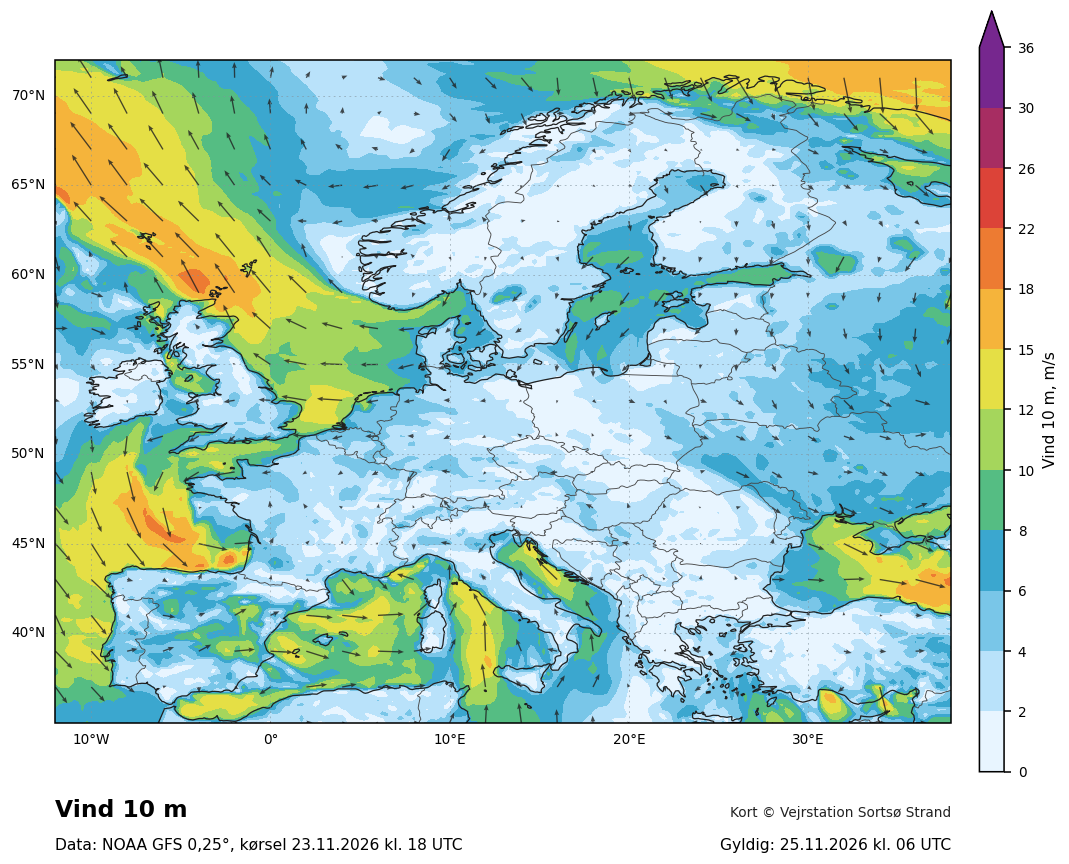 36
30
26
22
18
15
12
10
8
6
4
2
0
Vind 10 m, m/s
70°N
65°N
60°N
55°N
50°N
45°N
40°N
10°W
0°
10°E
20°E
30°E
Vind 10 m
Kort © Vejrstation Sortsø Strand
Data: NOAA GFS 0,25°, kørsel 23.11.2026 kl. 18 UTC
Gyldig: 25.11.2026 kl. 06 UTC